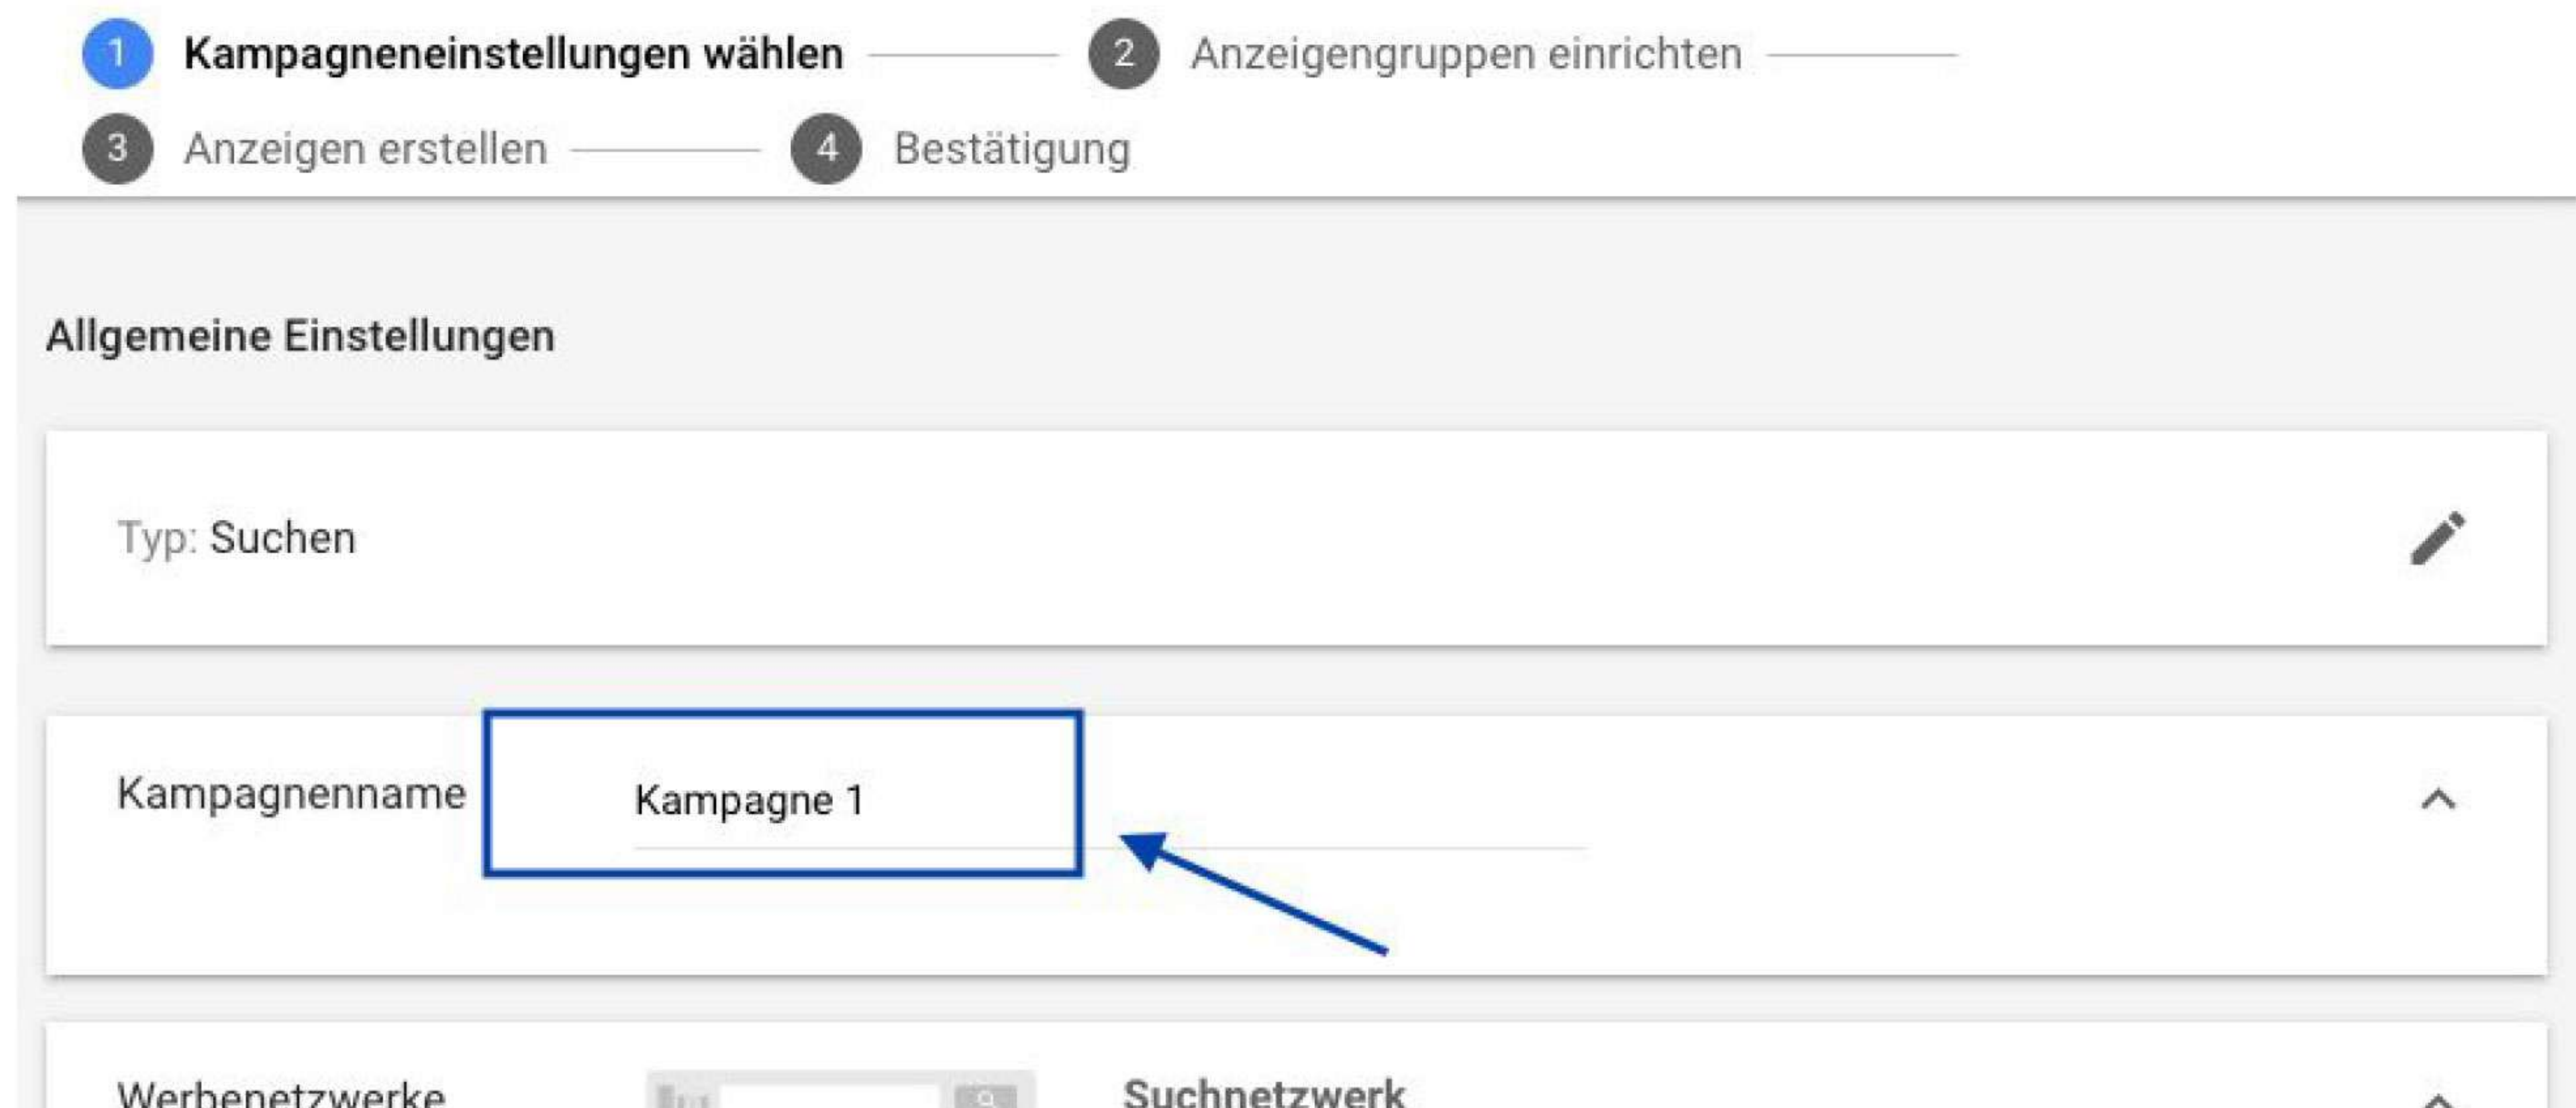 1 Kampagneneinstellungen wählen 2 Anzeigengruppen einrichten
3 Anzeigen erstellen 4 Bestätigung
Allgemeine Einstellungen
Typ: Suchen
Kampagnenname Kampagne 1
Werbenetzwerke Suchnetzwerk